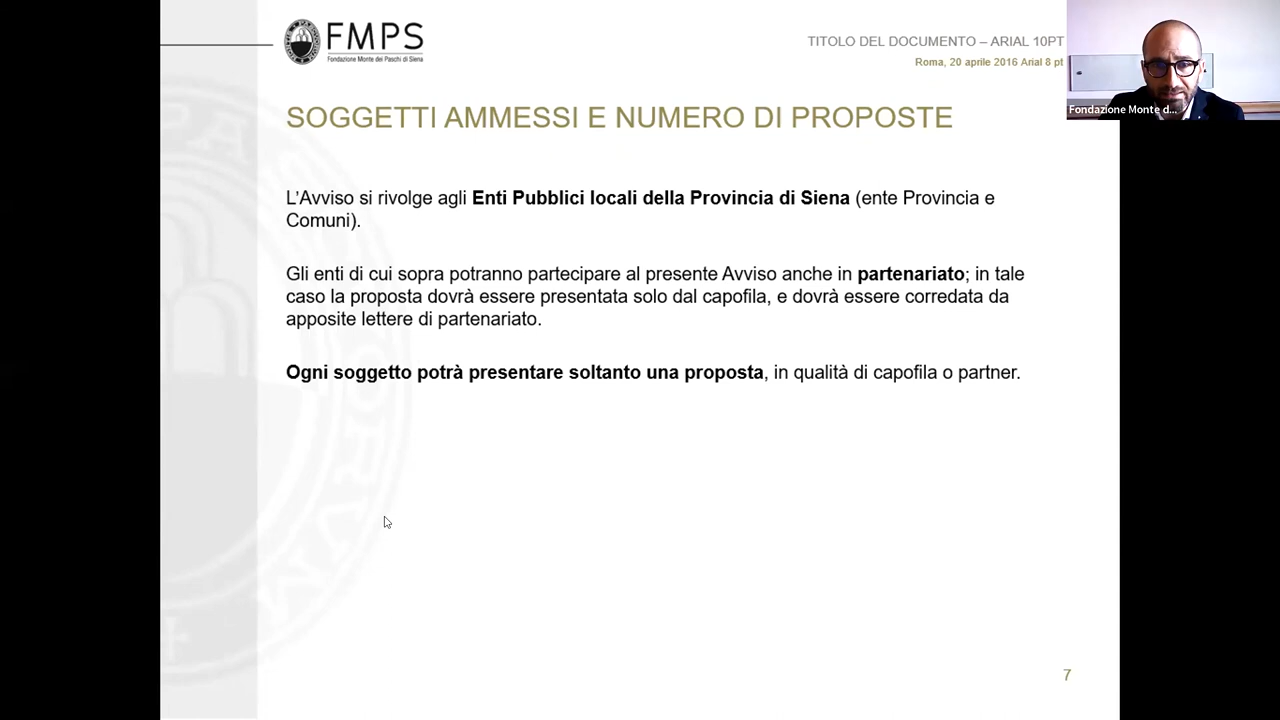 FMPS
Fondazione Monte dei Paschi di Siena
TITOLO DEL DOCUMENTO – ARIAL 10PT
Roma, 20 aprile 2016 Arial 8 pt
Fondazione Monte d...
SOGGETTI AMMESSI E NUMERO DI PROPOSTE
L'Avviso si rivolge agli Enti Pubblici locali della Provincia di Siena (ente Provincia e
Comuni).
Gli enti di cui sopra potranno partecipare al presente Avviso anche in partenariato; in tale
caso la proposta dovrà essere presentata solo dal capofila, e dovrà essere corredata da
apposite lettere di partenariato.
Ogni soggetto potrà presentare soltanto una proposta, in qualità di capofila o partner.
7